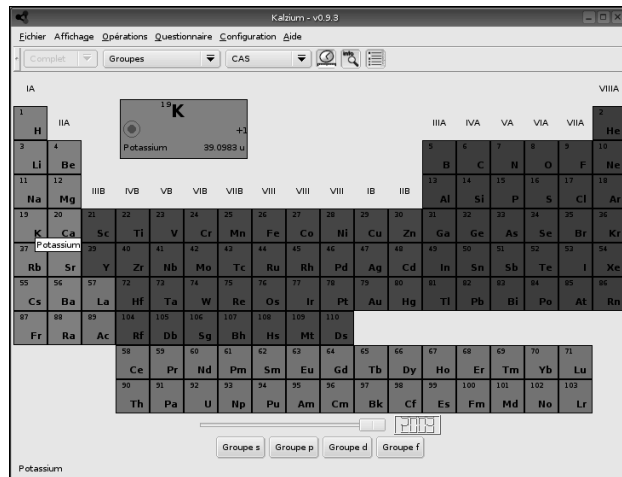 Kalzium - v0.9.3
Fichier Affichage Opérations Questionnaire Configuration Aide
Complet Groupes CAS
IA VIIIA
19 K +1
Potassium 39.0983 u
1 H IIA IIIA IVA VA VIA VIIA 2 He
3 Li 4 Be 5 B 6 C 7 N 8 O 9 F 10 Ne
11 Na 12 Mg IIIB IVB VB VIB VIIB VIII VIII VIII IB IIB 13 Al 14 Si 15 P 16 S 17 Cl 18 Ar
19 K 20 Ca 21 Sc 22 Ti 23 V 24 Cr 25 Mn 26 Fe 27 Co 28 Ni 29 Cu 30 Zn 31 Ga 32 Ge 33 As 34 Se 35 Br 36 Kr
Potassium
37 Rb Sr 39 Y 40 Zr 41 Nb 42 Mo 43 Tc 44 Ru 45 Rh 46 Pd 47 Ag 48 Cd 49 In 50 Sn 51 Sb 52 Te 53 I 54 Xe
55 Cs 56 Ba 57 La 72 Hf 73 Ta 74 W 75 Re 76 Os 77 Ir 78 Pt 79 Au 80 Hg 81 Tl 82 Pb 83 Bi 84 Po 85 At 86 Rn
87 Fr 88 Ra 89 Ac 104 Rf 105 Db 106 Sg 107 Bh 108 Hs 109 Mt 110 Ds
58 Ce 59 Pr 60 Nd 61 Pm 62 Sm 63 Eu 64 Gd 65 Tb 66 Dy 67 Ho 68 Er 69 Tm 70 Yb 71 Lu
90 Th 91 Pa 92 U 93 Np 94 Pu 95 Am 96 Cm 97 Bk 98 Cf 99 Es 100 Fm 101 Md 102 No 103 Lr
2009
Groupe s Groupe p Groupe d Groupe f
Potassium